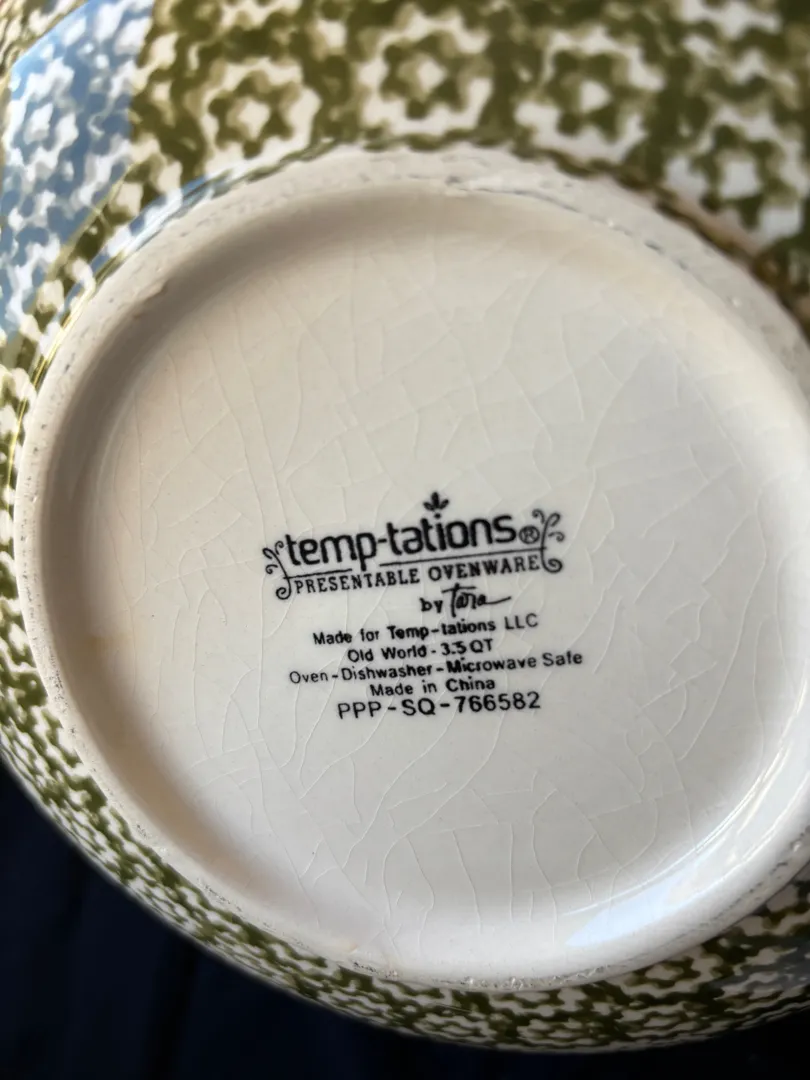 temp-tations®
PRESENTABLE OVENWARE
by Tara
Made for Temp-tations LLC
Old World - 3.5 QT
Oven-Dishwasher-Microwave Safe
Made in China
PPP-SQ-766582